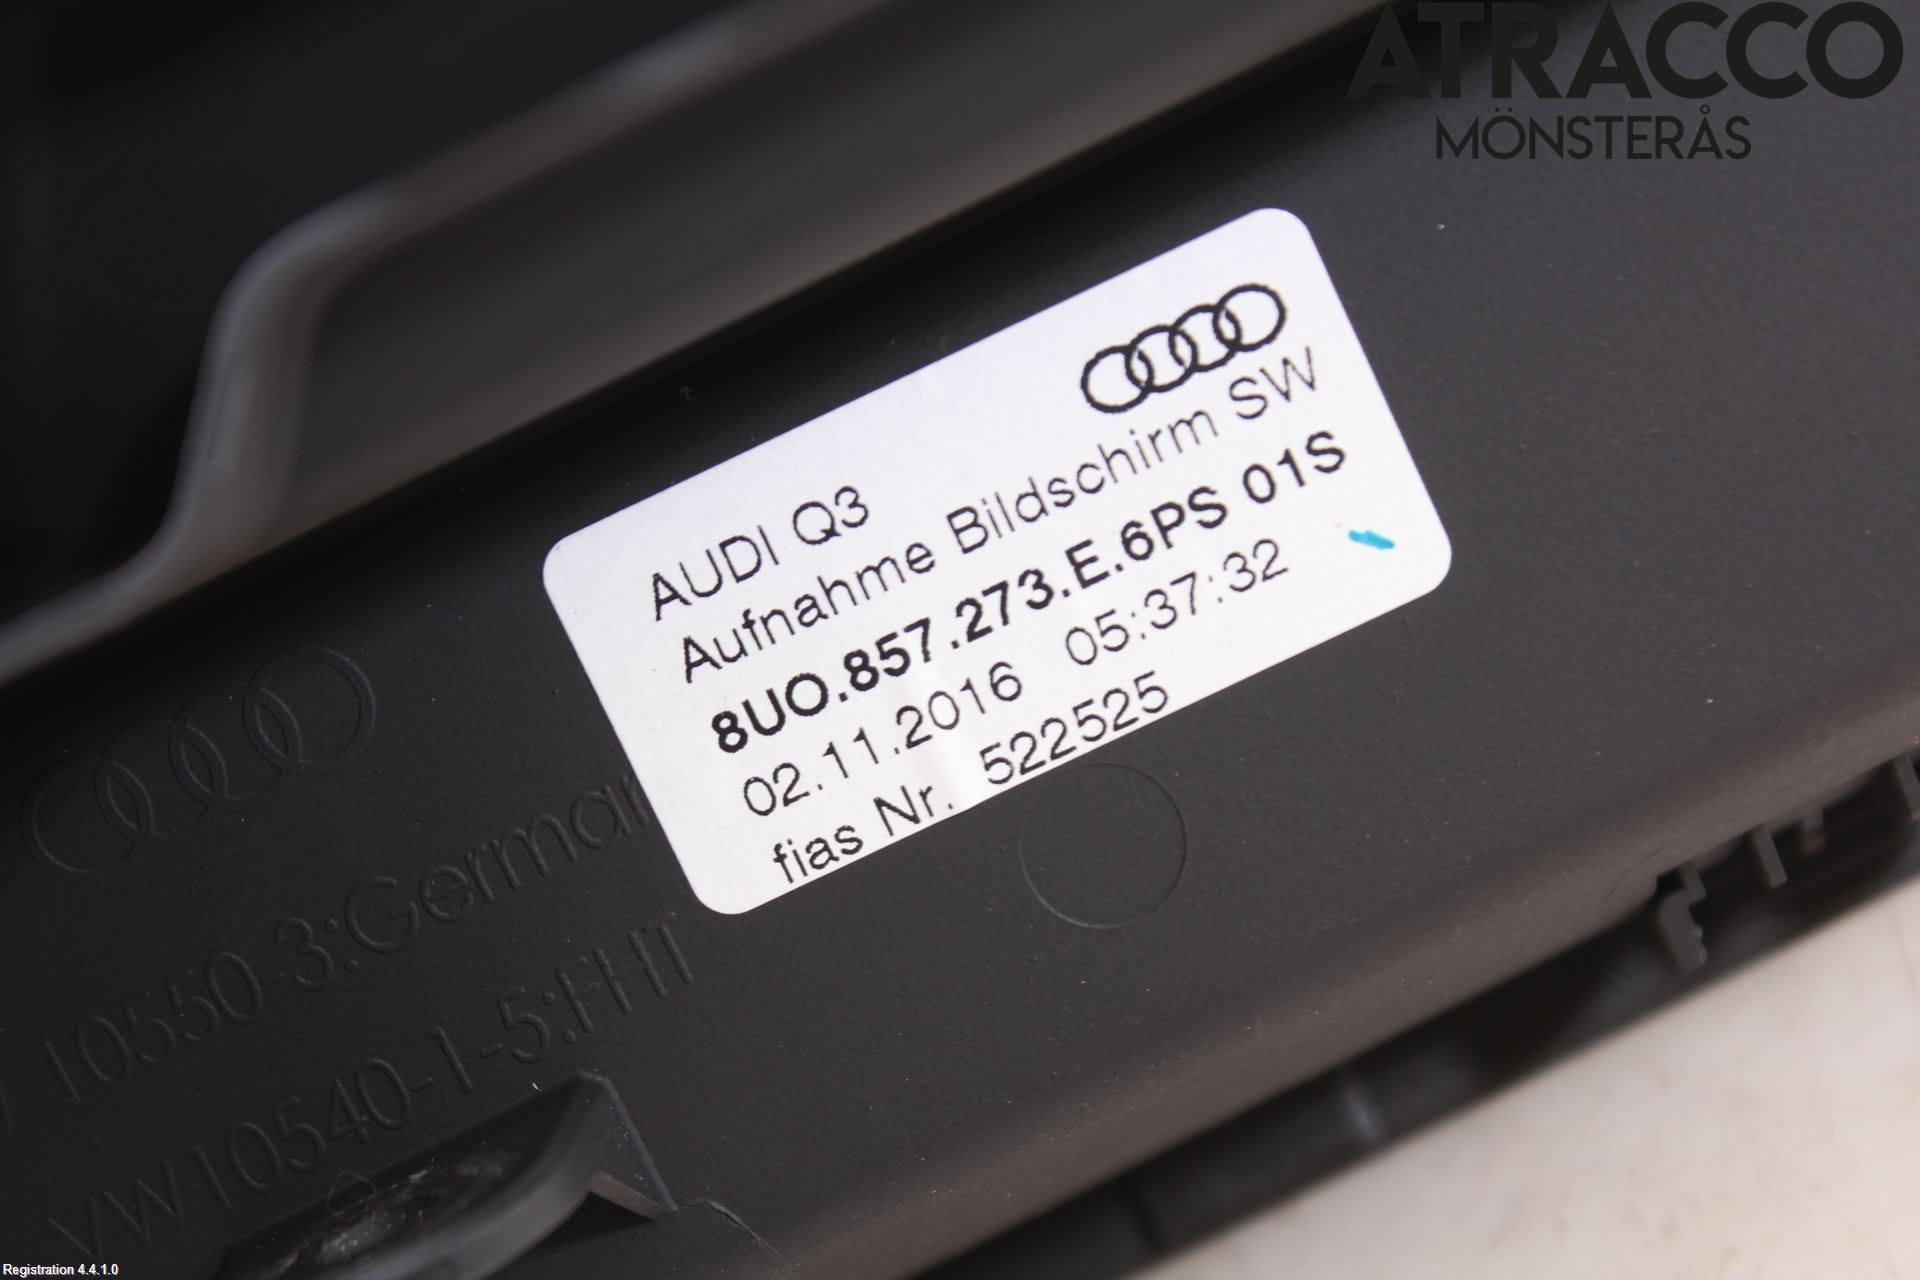 ATRACCO
MÖNSTERÅS
AUDI Q3
Aufnahme Bildschirm SW
8UO.857.273.E.6PS 01S
02.11.2016 05:37:32
fias Nr. 522525
10550-3:German
VW10540-1-5:FHT
Registration 4.4.1.0